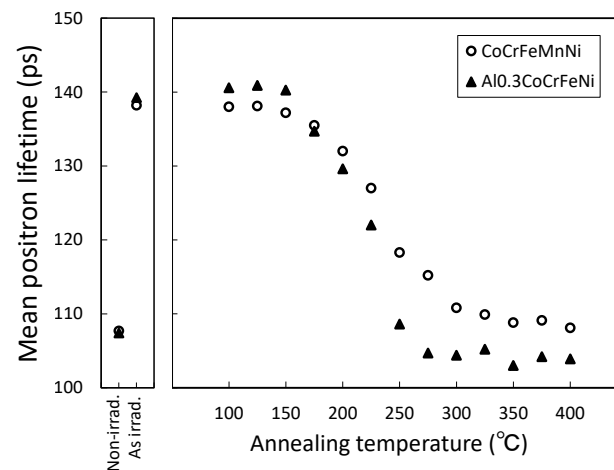 150
140
130
120
110
100
Mean positron lifetime (ps)
CoCrFeMnNi
Al0.3CoCrFeNi
Non-irrad.
As irrad.
100 150 200 250 300 350 400
Annealing temperature (℃)